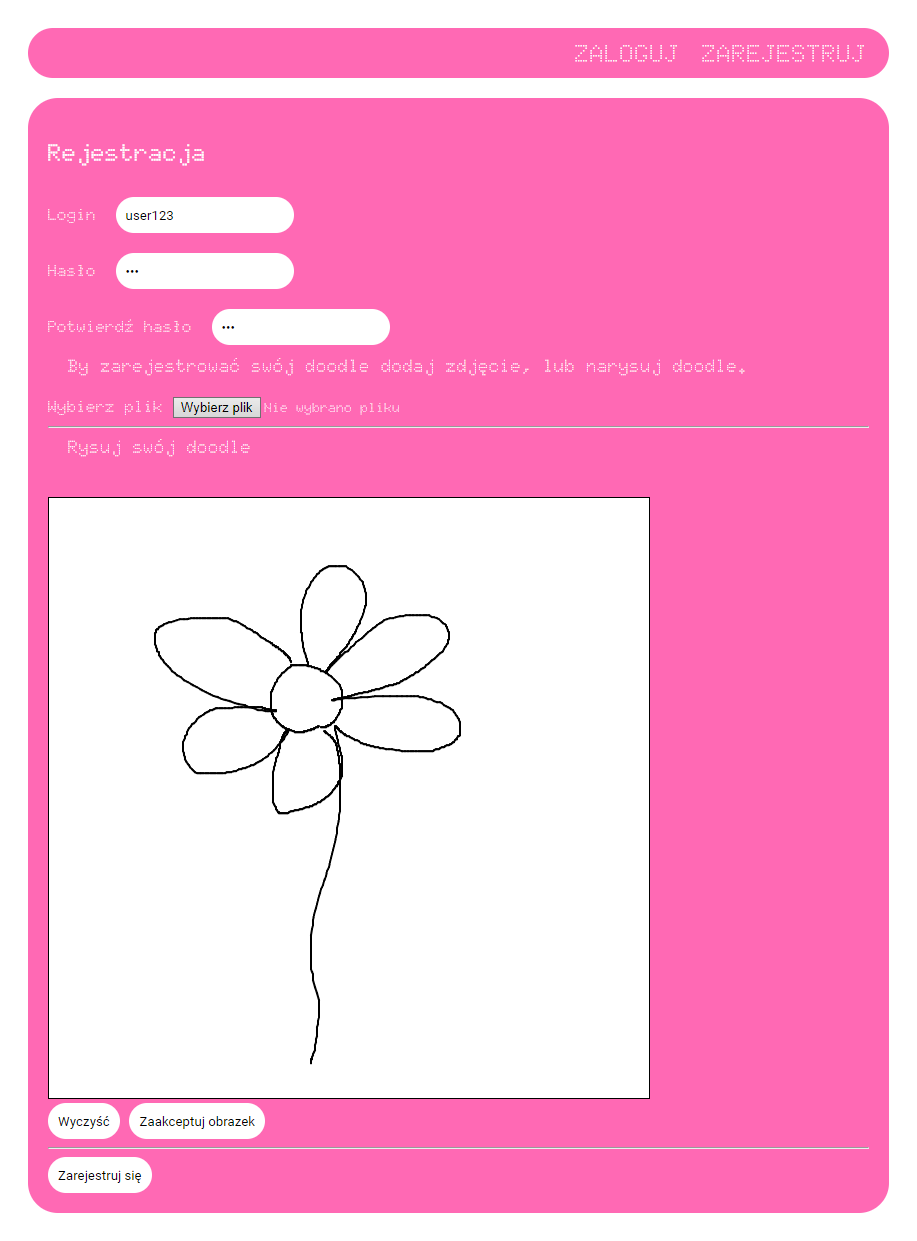 ZALOGUJ ZAREJESTRUJ
Rejestracja
Login user123
Hasło •••
Potwierdź hasło •••
By zarejestrować swój doodle dodaj zdjęcie, lub narysuj doodle.
Wybierz plik Wybierz plik Nie wybrano pliku
Rysuj swój doodle
Wyczyść Zaakceptuj obrazek
Zarejestruj się